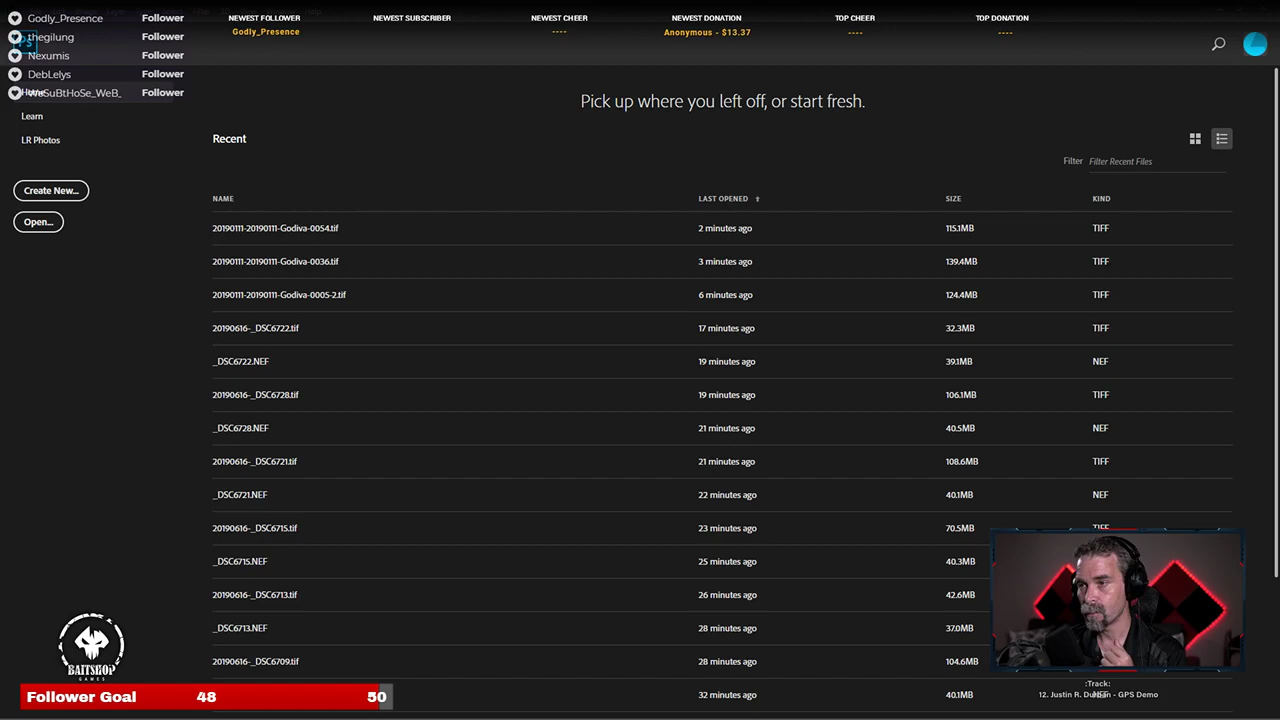 Godly_Presence Follower
thegilung Follower
Nexumis Follower
DebLelys Follower
WeSuBtHoSe_WeB_ Follower
NEWEST FOLLOWER
Godly_Presence
NEWEST SUBSCRIBER
NEWEST CHEER
----
NEWEST DONATION
Anonymous - $13.37
TOP CHEER
----
TOP DONATION
----
Ps
Home
Learn
LR Photos
Create New...
Open...
Pick up where you left off, or start fresh.
Recent
Filter Filter Recent Files
NAME LAST OPENED SIZE KIND
20190111-20190111-Godiva-0054.tif 2 minutes ago 115.1MB TIFF
20190111-20190111-Godiva-0036.tif 3 minutes ago 139.4MB TIFF
20190111-20190111-Godiva-0005-2.tif 6 minutes ago 124.4MB TIFF
20190616-_DSC6722.tif 17 minutes ago 32.3MB TIFF
_DSC6722.NEF 19 minutes ago 39.1MB NEF
20190616-_DSC6728.tif 19 minutes ago 106.1MB TIFF
_DSC6728.NEF 21 minutes ago 40.5MB NEF
20190616-_DSC6721.tif 21 minutes ago 108.6MB TIFF
_DSC6721.NEF 22 minutes ago 40.1MB NEF
20190616-_DSC6715.tif 23 minutes ago 70.5MB TIFF
_DSC6715.NEF 25 minutes ago 40.3MB
20190616-_DSC6713.tif 26 minutes ago 42.6MB
_DSC6713.NEF 28 minutes ago 37.0MB
20190616-_DSC6709.tif 28 minutes ago 104.6MB
32 minutes ago 40.1MB NEF
BAITSHOP
GAMES
Follower Goal 48 50
:Track:
12. Justin R. Durban - GPS Demo